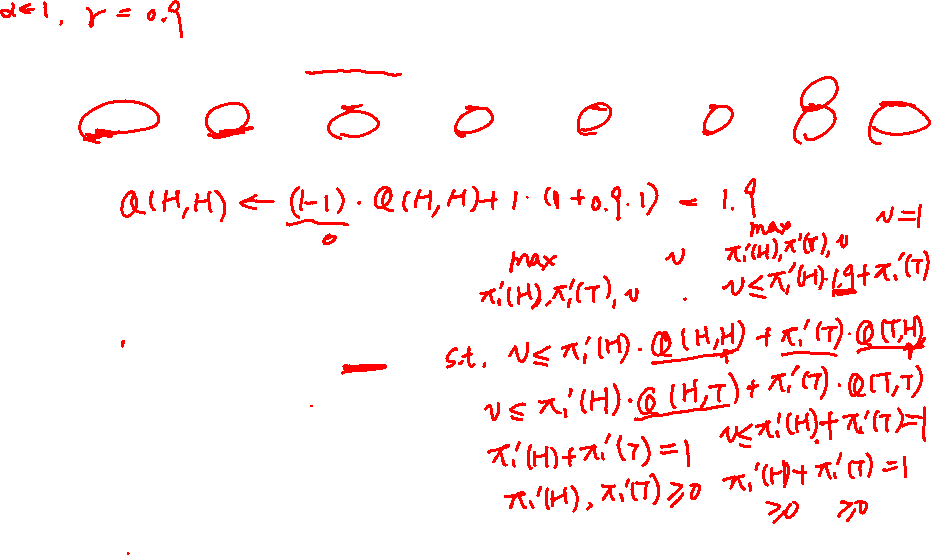 α←1, γ=0.9
Q(H,H) ← (1-1)·Q(H,H)+1·(1+0.9·1) = 1.9
0
v=1
max v
π₁'(H),π₁'(T),v
s.t. v≤π₁'(H)·Q(H,H)+π₁'(T)·Q(T,H)
v≤π₁'(H)·Q(H,T)+π₁'(T)·Q(T,T)
π₁'(H)+π₁'(T)=1
π₁'(H), π₁'(T)≥0
max
π₁'(H),π'(T),v
v≤π₁'(H)·1.9+π₁'(T)
v≤π₁'(H)+π₁'(T)=1
π₁'(H)+π₁'(T)=1
≥0 ≥0